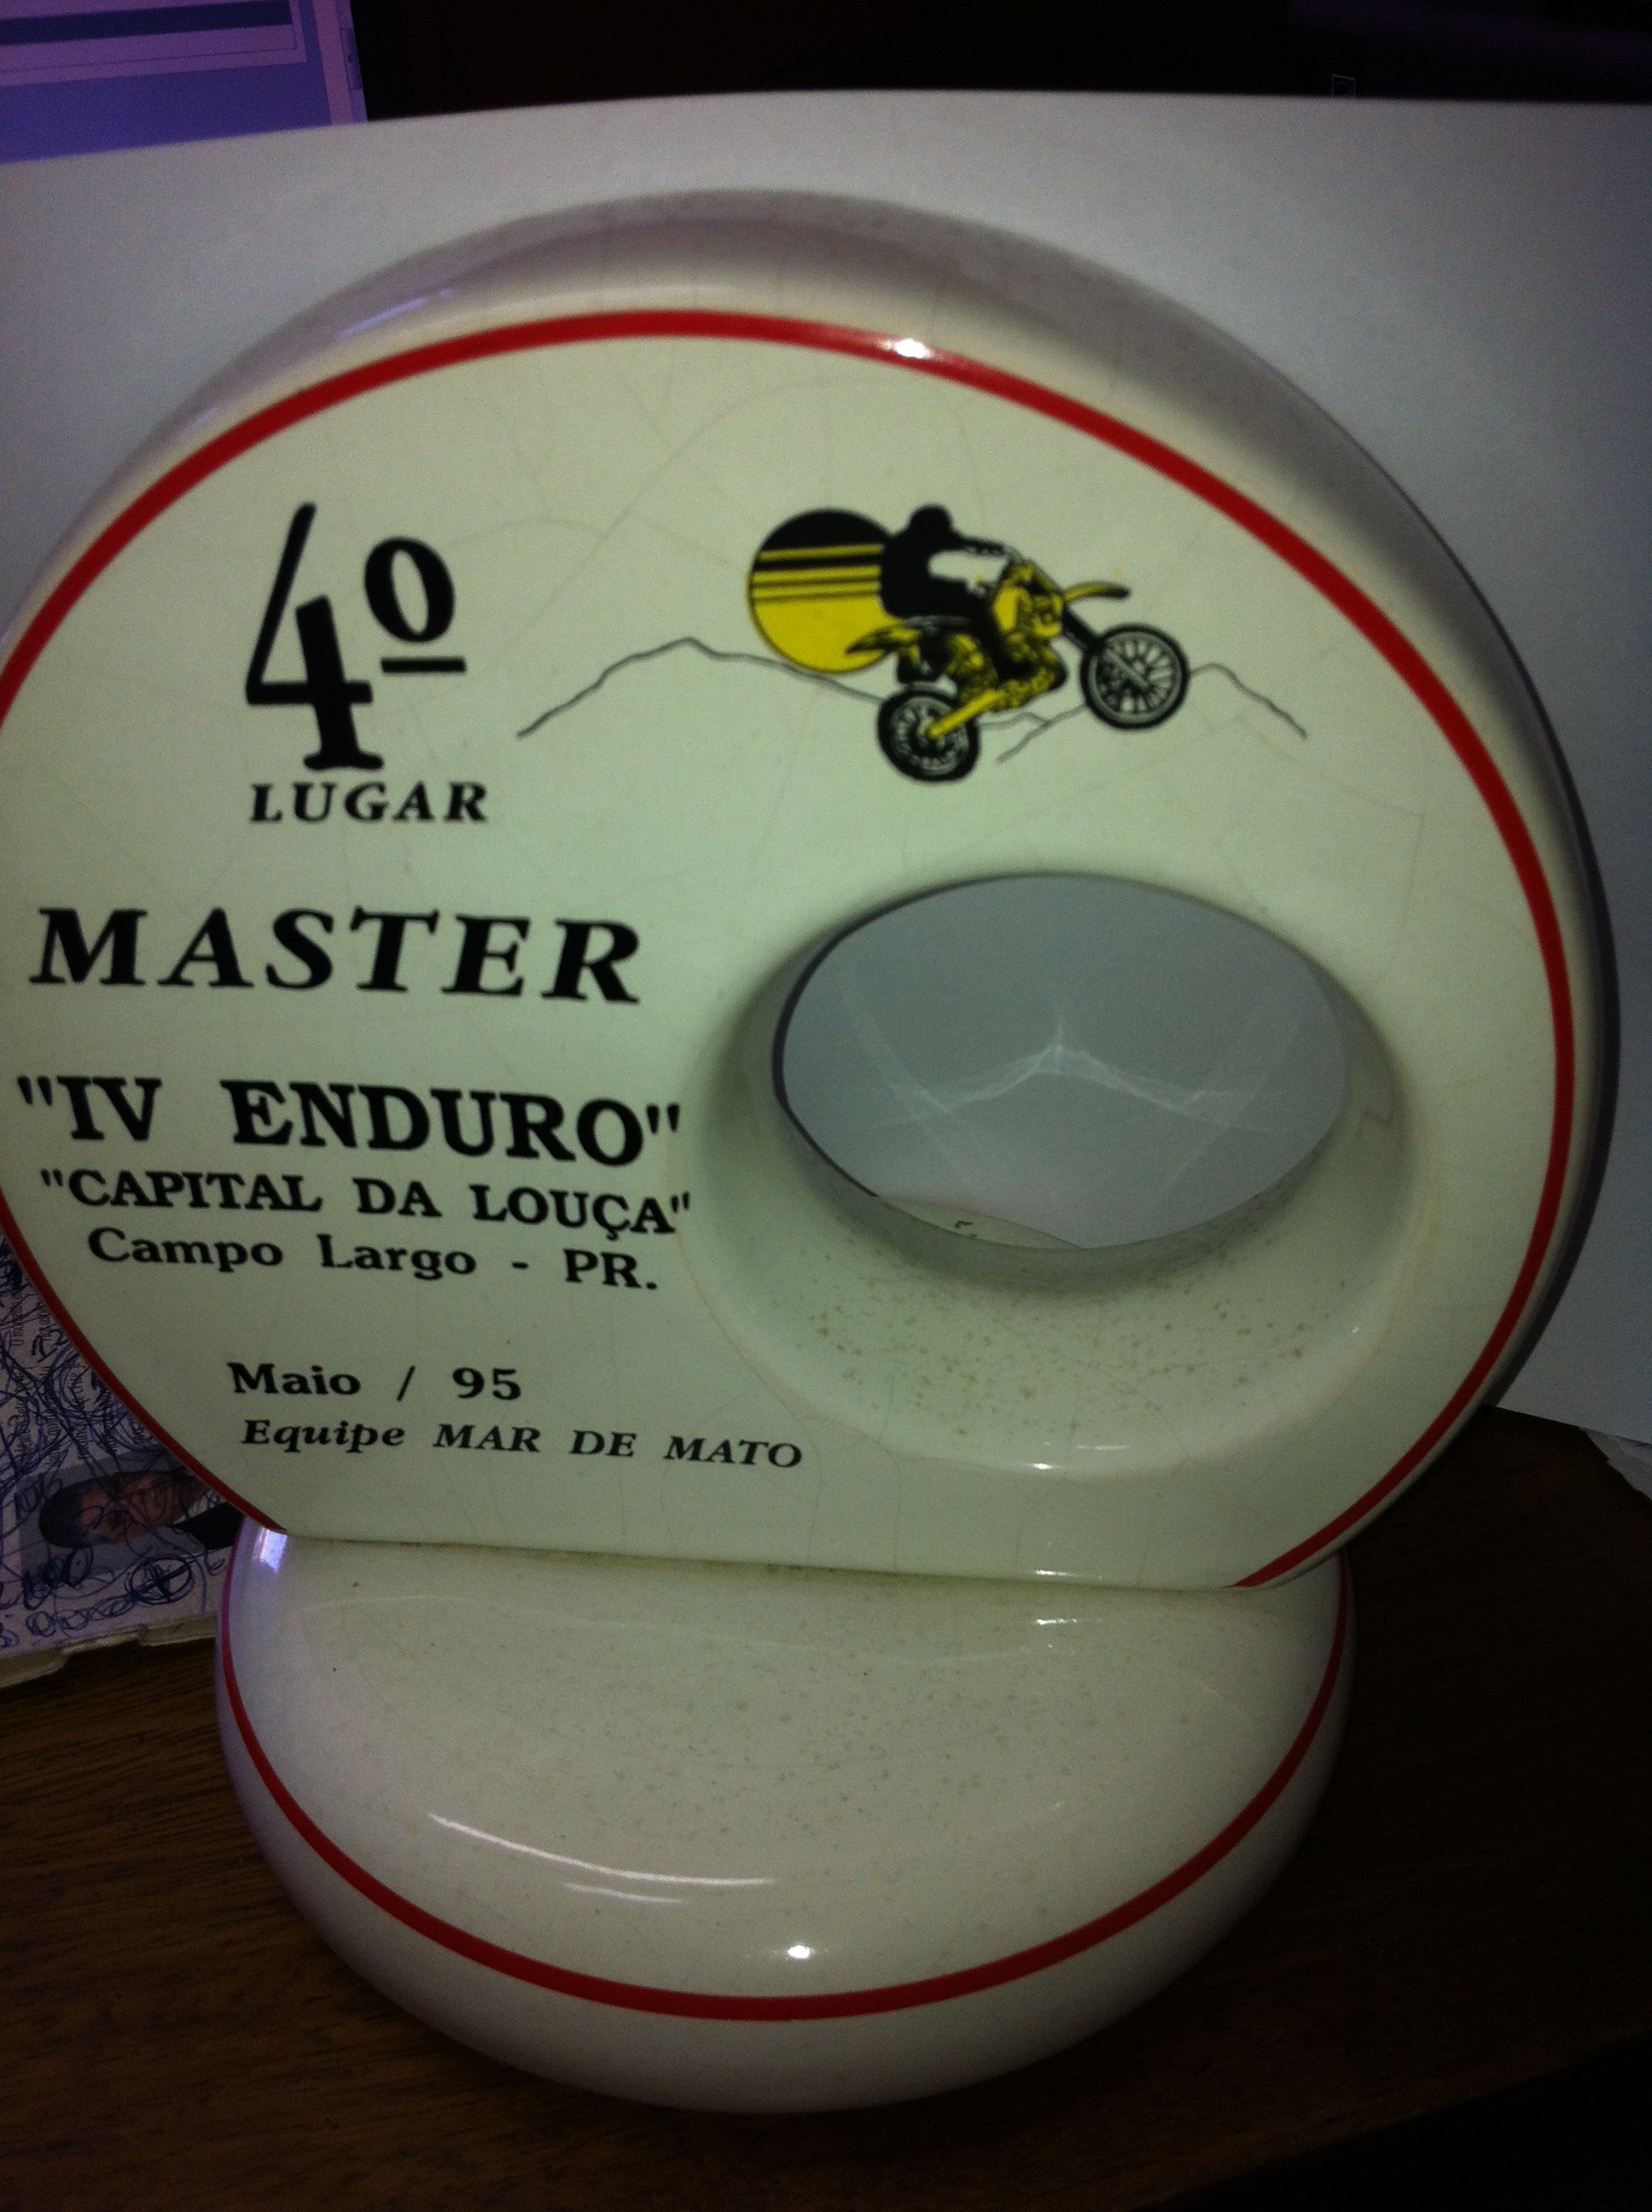 4º
LUGAR
MASTER
"IV ENDURO"
"CAPITAL DA LOUÇA"
Campo Largo - PR.
Maio / 95
Equipe MAR DE MATO